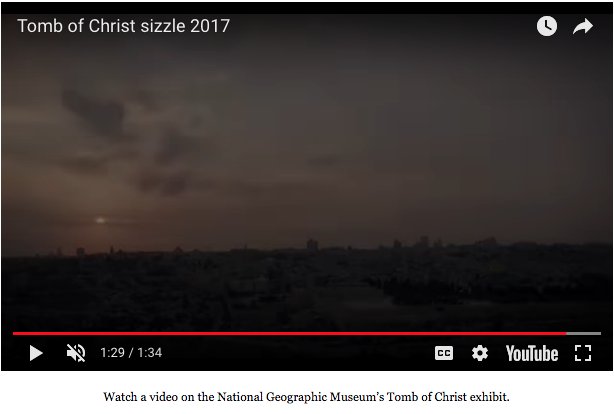 Tomb of Christ sizzle 2017
1:29 / 1:34
CC
YouTube
Watch a video on the National Geographic Museum’s Tomb of Christ exhibit.